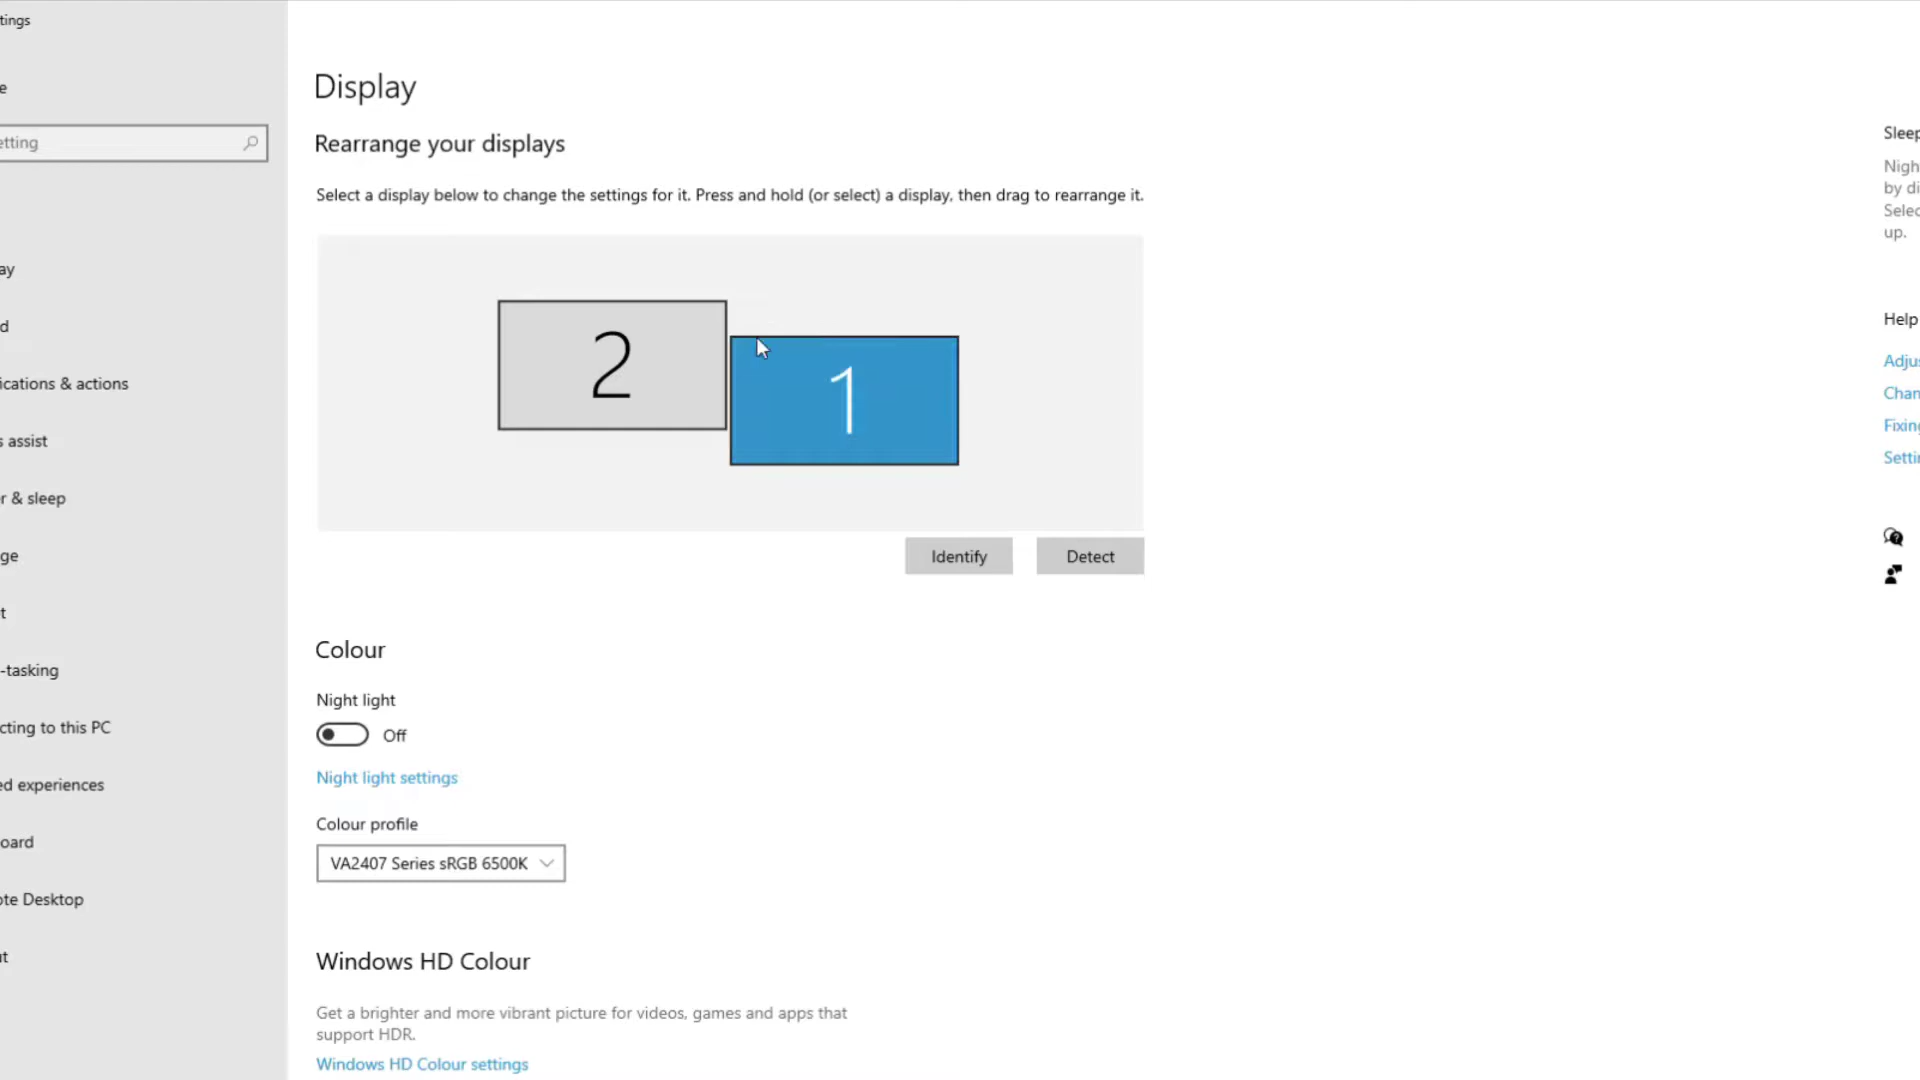 tings
e
etting
ay
d
ications & actions
s assist
r & sleep
ge
t
-tasking
cting to this PC
ed experiences
oard
ote Desktop
ut
Display
Rearrange your displays
Select a display below to change the settings for it. Press and hold (or select) a display, then drag to rearrange it.
2
1
Identify
Detect
Colour
Night light
Off
Night light settings
Colour profile
VA2407 Series sRGB 6500K
Windows HD Colour
Get a brighter and more vibrant picture for videos, games and apps that
support HDR.
Windows HD Colour settings
Sleep
Nigh
by di
Selec
up.
Help
Adju
Chan
Fixing
Setti